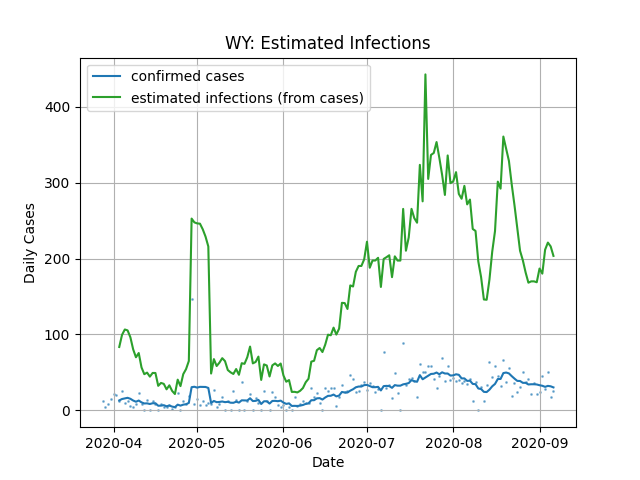 WY: Estimated Infections
confirmed cases
estimated infections (from cases)
400
300
200
100
0
Daily Cases
2020-04 2020-05 2020-06 2020-07 2020-08 2020-09
Date